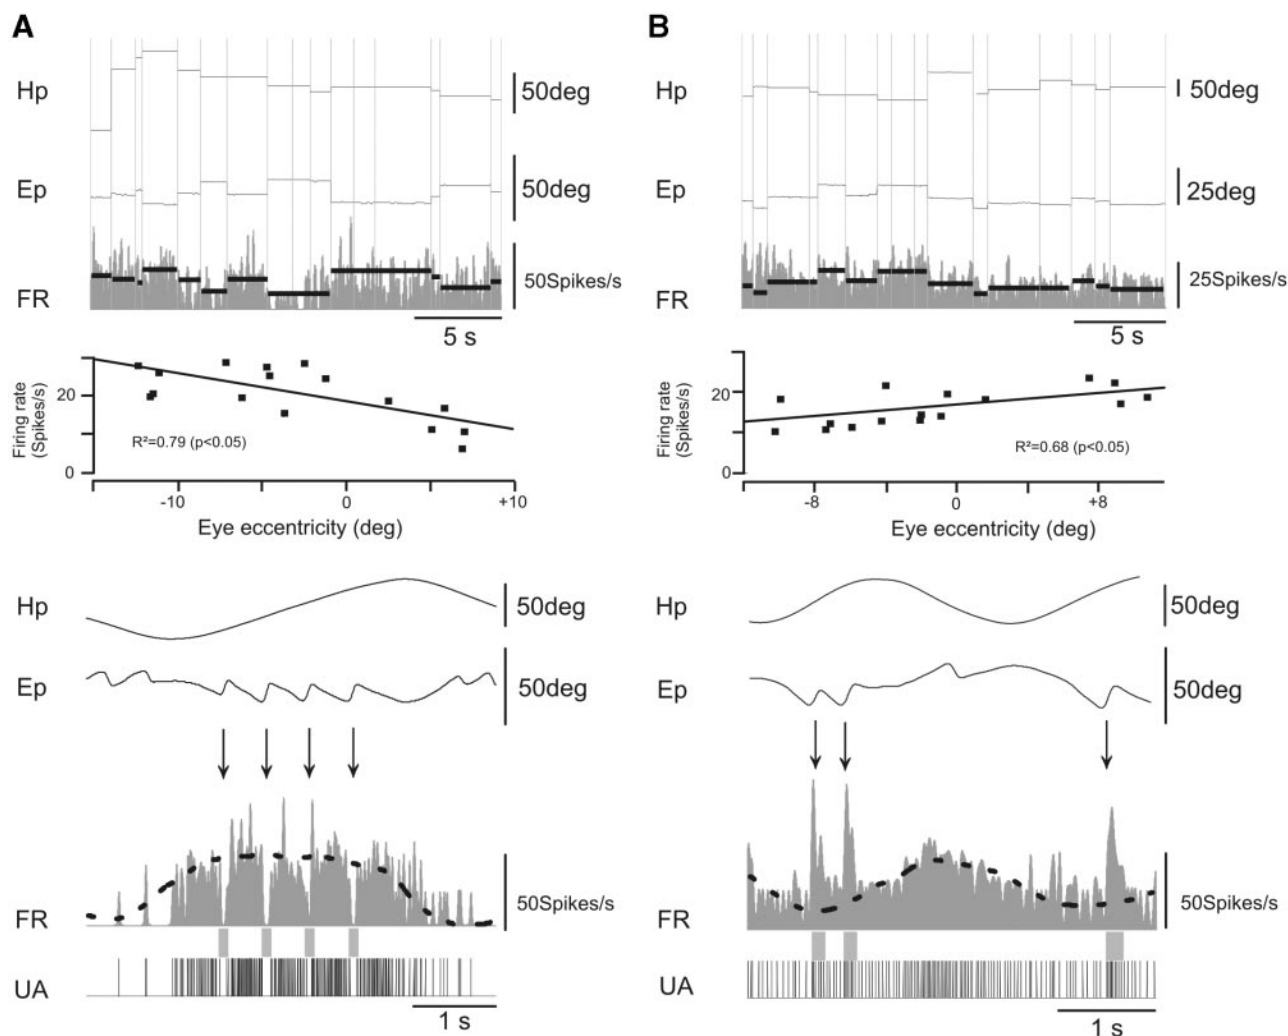 A
B
Hp
50deg
Hp
50deg
Ep
50deg
Ep
25deg
FR
50Spikes/s
FR
25Spikes/s
5 s
5 s
Firing rate
(Spikes/s)
20
0
R²=0.79 (p<0.05)
-10
0
+10
Eye eccentricity (deg)
Firing rate
(Spikes/s)
20
0
R²=0.68 (p<0.05)
-8
0
+8
Eye eccentricity (deg)
Hp
50deg
Hp
50deg
Ep
50deg
Ep
50deg
FR
50Spikes/s
FR
50Spikes/s
UA
UA
1 s
1 s